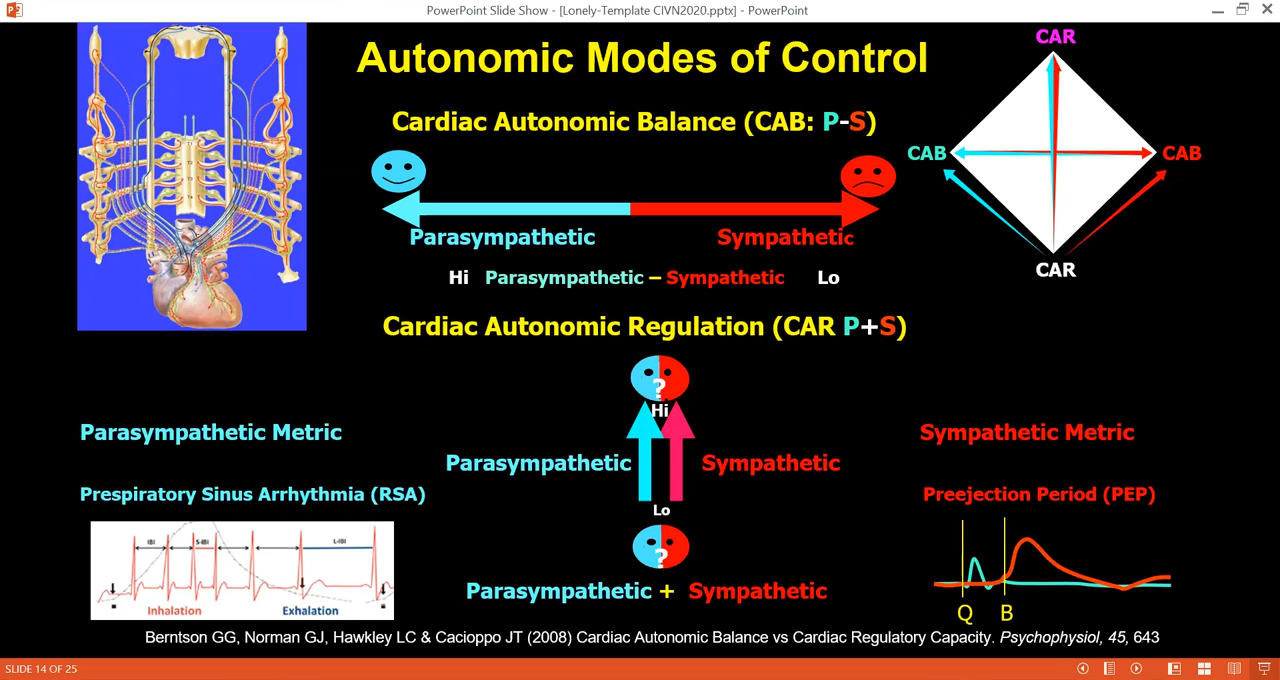 PowerPoint Slide Show - [Lonely-Template CIVN2020.pptx] - PowerPoint
Autonomic Modes of Control
CAR
Cardiac Autonomic Balance (CAB: P-S)
CAB
CAB
Parasympathetic
Sympathetic
CAR
Hi Parasympathetic – Sympathetic Lo
Cardiac Autonomic Regulation (CAR P+S)
?
Hi
Parasympathetic Metric
Sympathetic Metric
Parasympathetic
Sympathetic
Prespiratory Sinus Arrhythmia (RSA)
Preejection Period (PEP)
Lo
?
IBI
S-IBI
L-IBI
Inhalation
Exhalation
Parasympathetic + Sympathetic
Q
B
Berntson GG, Norman GJ, Hawkley LC & Cacioppo JT (2008) Cardiac Autonomic Balance vs Cardiac Regulatory Capacity. Psychophysiol, 45, 643
SLIDE 14 OF 25